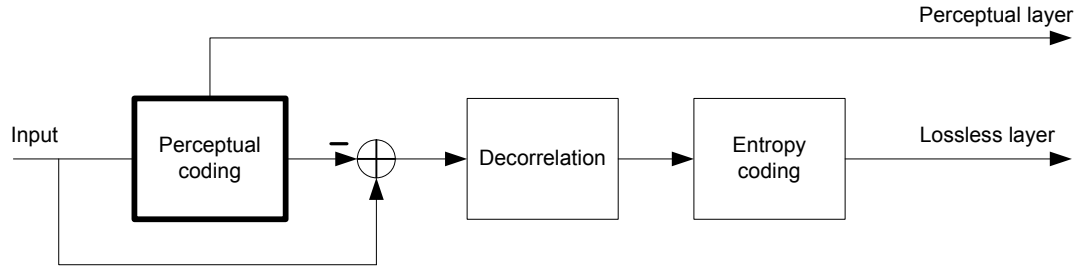 Perceptual layer
Input
Perceptual
coding
−
Decorrelation
Entropy
coding
Lossless layer